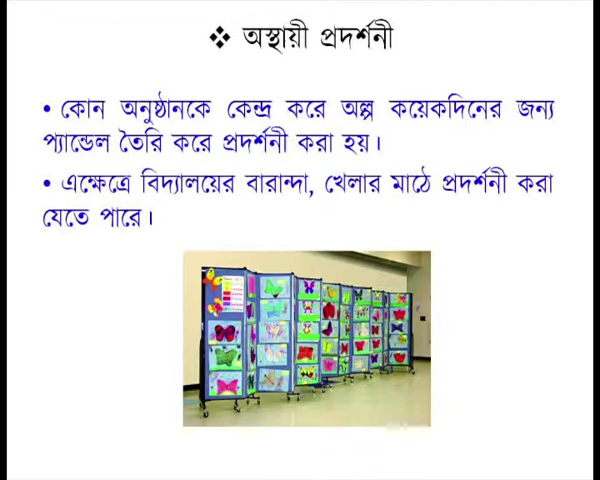 ❖ অস্থায়ী প্রদর্শনী
• কোন অনুষ্ঠানকে কেন্দ্র করে অল্প কয়েকদিনের জন্য
প্যান্ডেল তৈরি করে প্রদর্শনী করা হয়।
• এক্ষেত্রে বিদ্যালয়ের বারান্দা, খেলার মাঠে প্রদর্শনী করা
যেতে পারে।